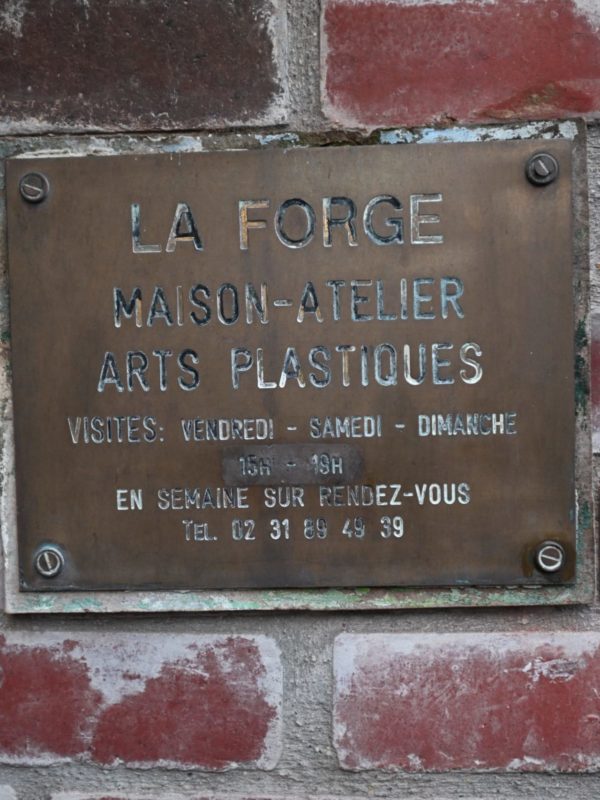 LA FORGE
MAISON-ATELIER
ARTS PLASTIQUES
VISITES: VENDREDI - SAMEDI - DIMANCHE
15H - 19H
EN SEMAINE SUR RENDEZ-VOUS
TEL. 02 31 89 49 39